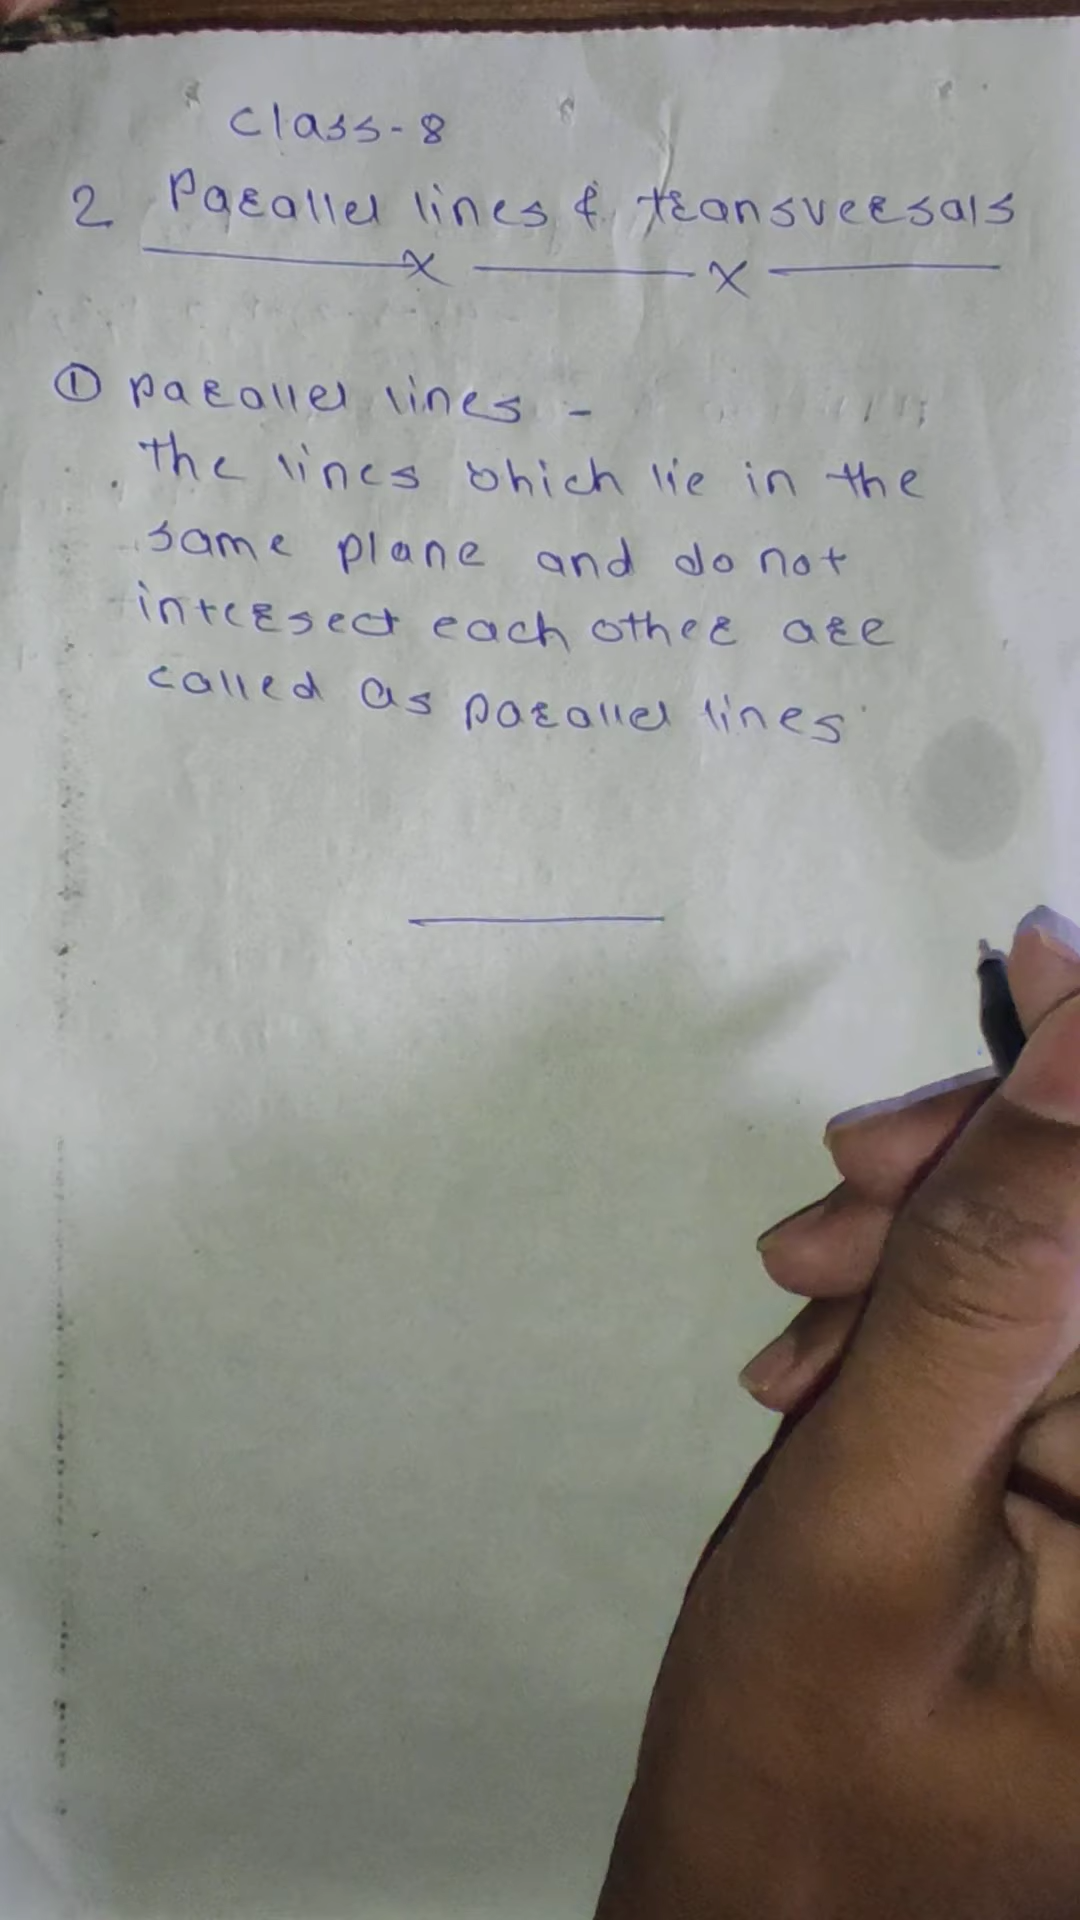 Class-8
2 Parallel lines & transversals
① parallel lines -
The lines which lie in the
same plane and do not
intersect each other are
called as parallel lines